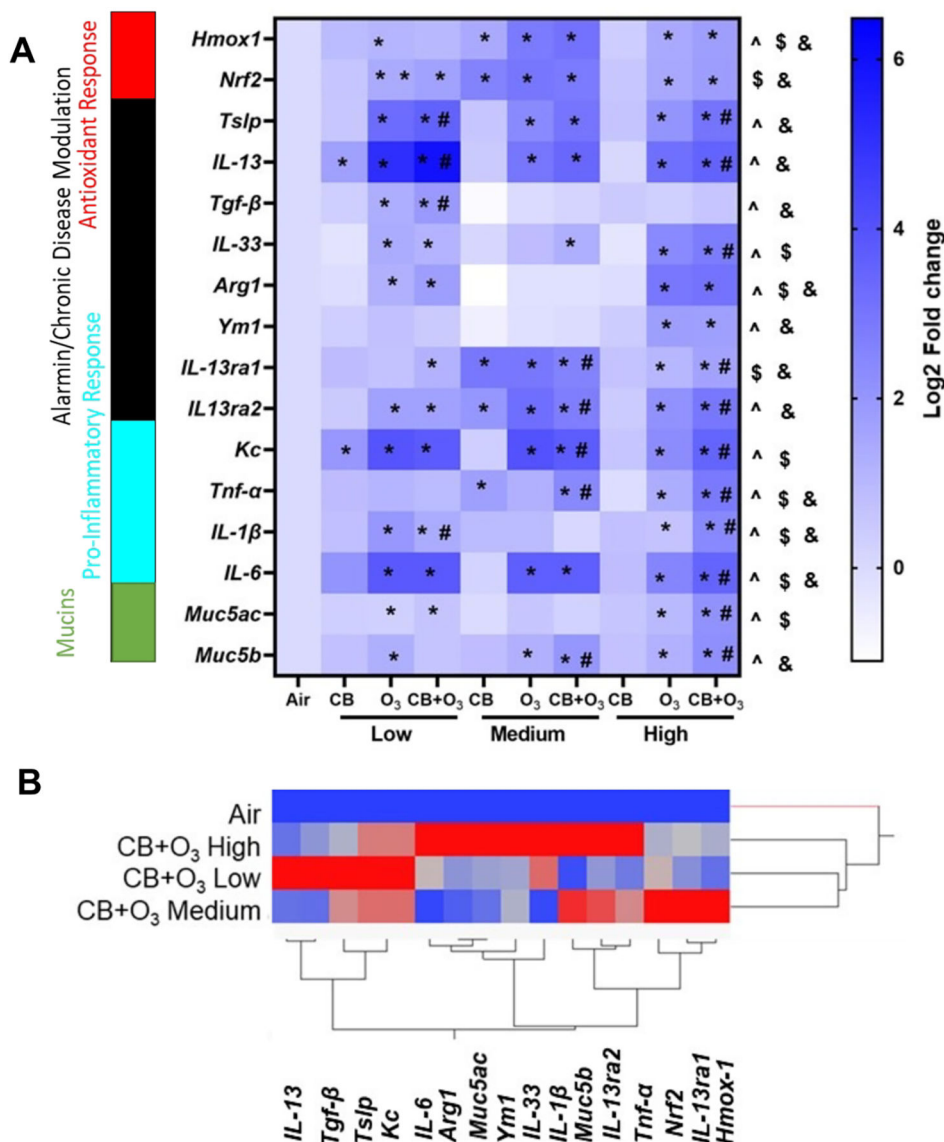 A
Antioxidant Response
Alarmin/Chronic Disease Modulation
Pro-Inflammatory Response
Mucins
Hmox1 * * * * * * ^ $ &
Nrf2 * * * * * * * * $ &
Tslp * * # * * * * # ^ &
IL-13 * * * # * * * * # ^ &
Tgf-β * * # ^ &
IL-33 * * * * * # ^ $
Arg1 * * * * ^ $ &
Ym1 * * ^ &
IL-13ra1 * * * * # * * # $ &
IL13ra2 * * * * * # * * # ^ &
Kc * * * * * # * * # ^ $
Tnf-α * * # * * # ^ $ &
IL-1β * * # * * # ^ $ &
IL-6 * * * * * * # ^ $ &
Muc5ac * * * * # ^ $
Muc5b * * * # * * # ^ &
Air CB O3 CB+O3 CB O3 CB+O3 CB O3 CB+O3
Low Medium High
6
4
2
0
Log2 Fold change
B
Air
CB+O3 High
CB+O3 Low
CB+O3 Medium
IL-13
Tgf-β
Tslp
Kc
IL-6
Arg1
Muc5ac
Ym1
IL-33
IL-1β
Muc5b
IL-13ra2
Tnf-α
Nrf2
IL-13ra1
Hmox-1